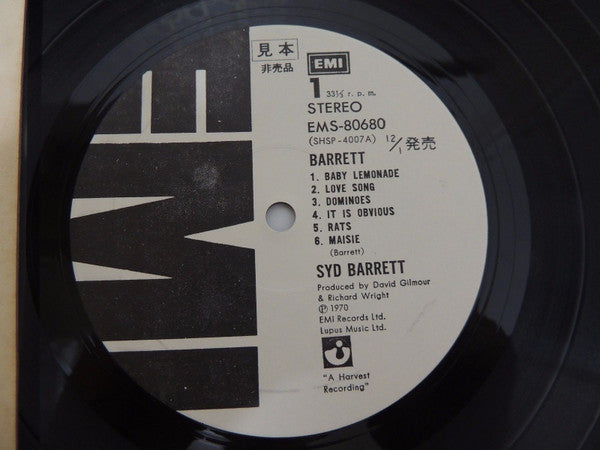 EMI
見本
非売品
EMI
1 33⅓ r. p. m.
STEREO
EMS-80680
(SHSP-4007A) 12/1発売
BARRETT
1. BABY LEMONADE
2. LOVE SONG
3. DOMINOES
4. IT IS OBVIOUS
5. RATS
6. MAISIE
(Barrett)
SYD BARRETT
Produced by David Gilmour
& Richard Wright
Ⓟ 1970
EMI Records Ltd.
Lupus Music Ltd.
"A Harvest
Recording"